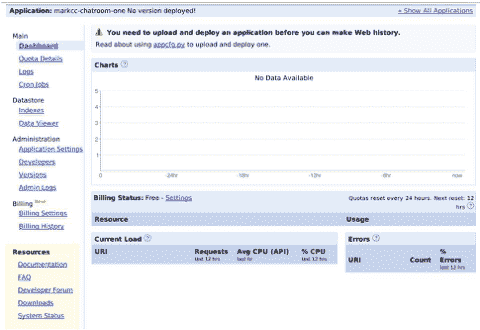 Application: markcc-chatroom-one No version deployed!
« Show All Applications
Main
Dashboard
Quota Details
Logs
Cron Jobs
Datastore
Indexes
Data Viewer
Administration
Application Settings
Developers
Versions
Admin Logs
Billing
Billing Settings
Billing History
Resources
Documentation
FAQ
Developer Forum
Downloads
System Status
You need to upload and deploy an application before you can make Web history.
Read about using appcfg.py to upload and deploy one.
Charts
No Data Available
5
4
3
2
1
0
-24hr
-18hr
-12hr
-6hr
now
Billing Status: Free - Settings
Quotas reset every 24 hours. Next reset: 12
hrs
Resource
Usage
Current Load
URI
Requests
last 12 hrs
Avg CPU (API)
last hr
% CPU
last 12 hrs
Errors
URI
Count
%
Errors
last 12 hrs